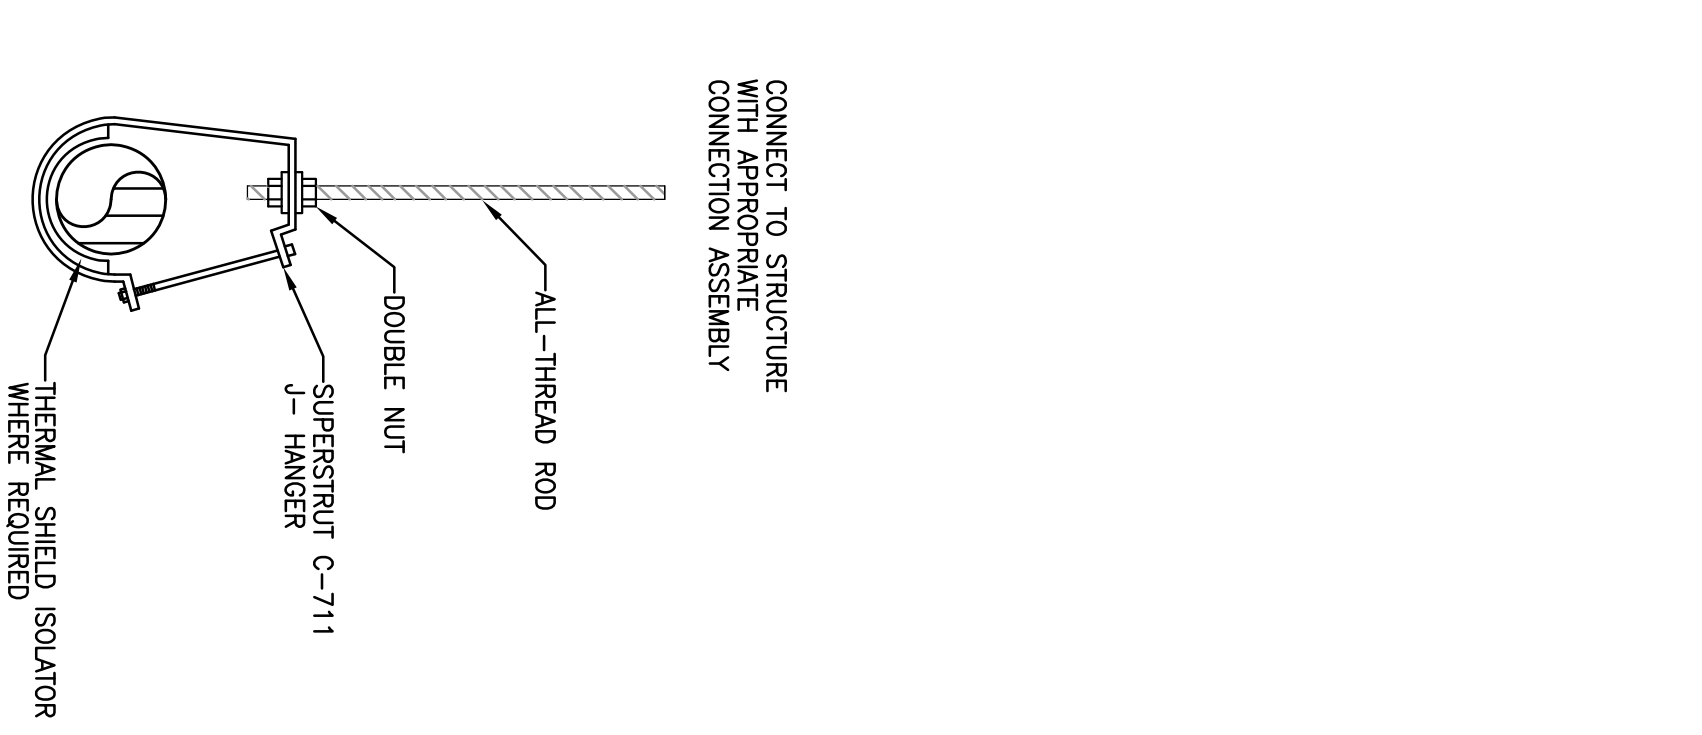 CONNECT TO STRUCTURE
WITH APPROPRIATE
CONNECTION ASSEMBLY
ALL-THREAD ROD
DOUBLE NUT
SUPERSTRUT C-711
J- HANGER
THERMAL SHIELD ISOLATOR
WHERE REQUIRED